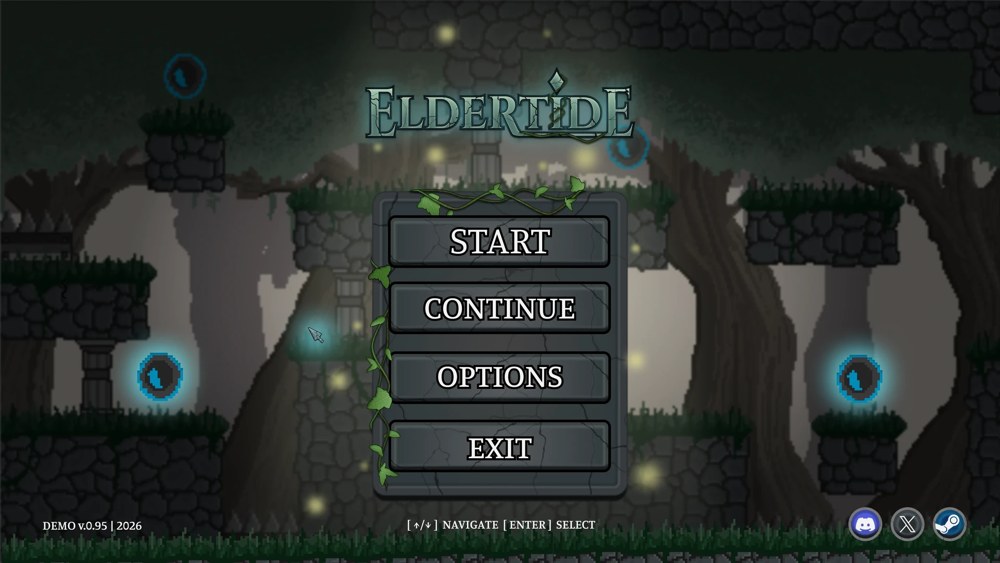 ELDERTIDE
START
CONTINUE
OPTIONS
EXIT
DEMO v.0.95 | 2026
[ ↑/↓ ] NAVIGATE [ ENTER ] SELECT